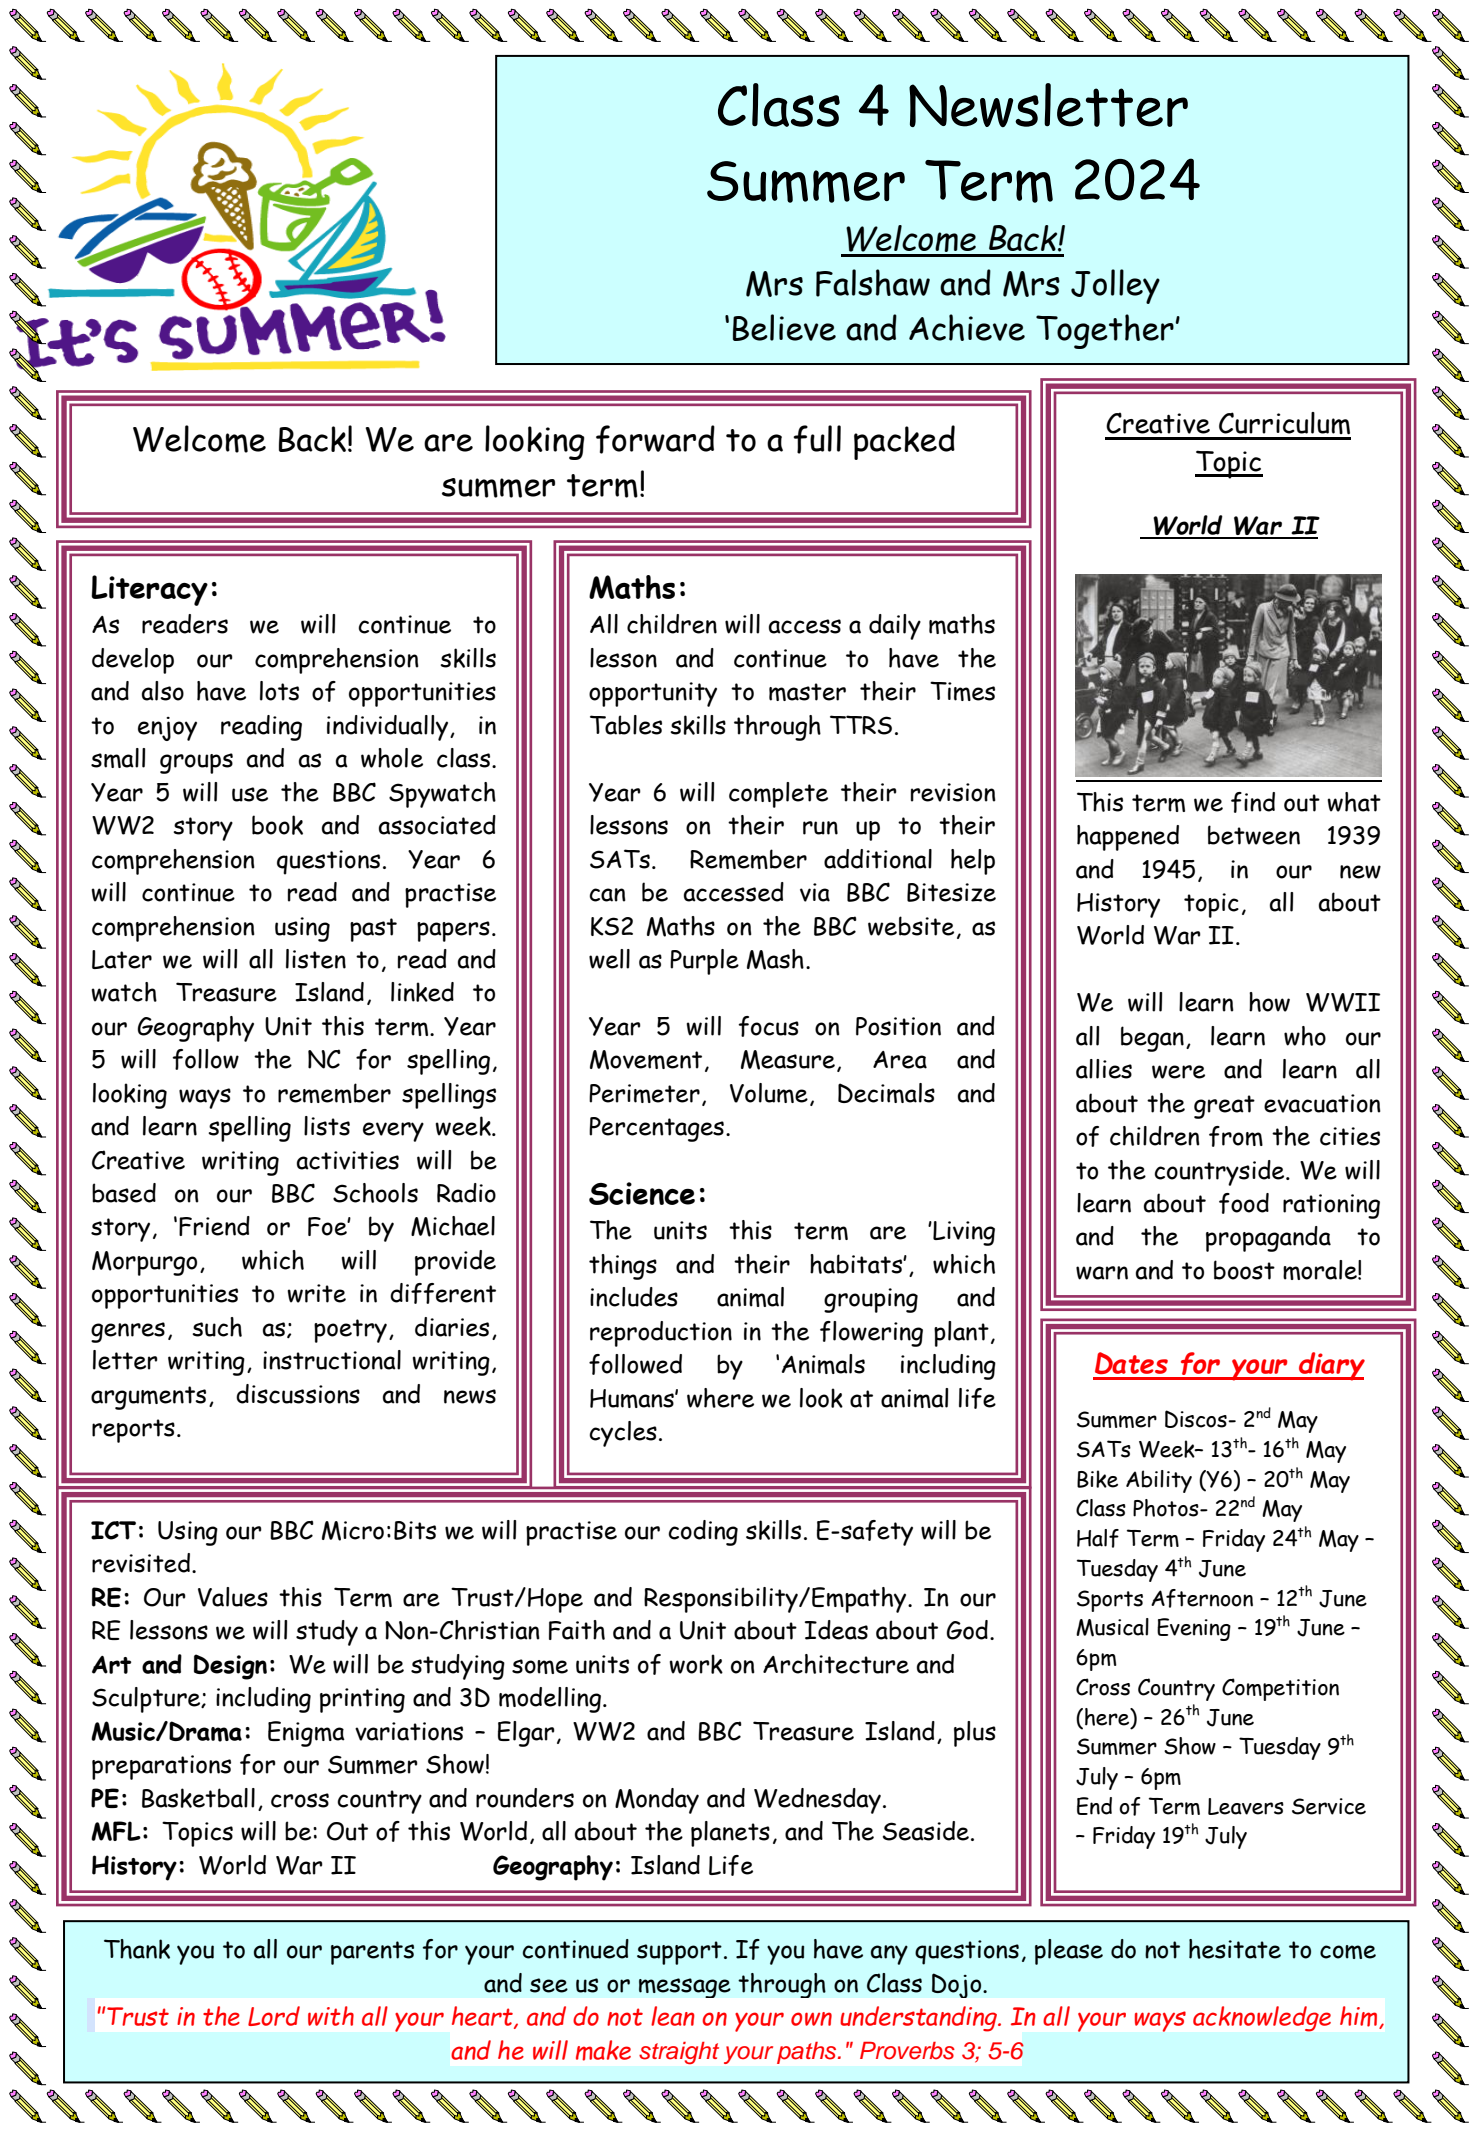 It's SUMMER!
Class 4 Newsletter
Summer Term 2024
Welcome Back!
Mrs Falshaw and Mrs Jolley
‘Believe and Achieve Together’
Welcome Back! We are looking forward to a full packed
summer term!
Literacy:
As readers we will continue to
develop our comprehension skills
and also have lots of opportunities
to enjoy reading individually, in
small groups and as a whole class.
Year 5 will use the BBC Spywatch
WW2 story book and associated
comprehension questions. Year 6
will continue to read and practise
comprehension using past papers.
Later we will all listen to, read and
watch Treasure Island, linked to
our Geography Unit this term. Year
5 will follow the NC for spelling,
looking ways to remember spellings
and learn spelling lists every week.
Creative writing activities will be
based on our BBC Schools Radio
story, ‘Friend or Foe’ by Michael
Morpurgo, which will provide
opportunities to write in different
genres, such as; poetry, diaries,
letter writing, instructional writing,
arguments, discussions and news
reports.
Maths:
All children will access a daily maths
lesson and continue to have the
opportunity to master their Times
Tables skills through TTRS.
Year 6 will complete their revision
lessons on their run up to their
SATs. Remember additional help
can be accessed via BBC Bitesize
KS2 Maths on the BBC website, as
well as Purple Mash.
Year 5 will focus on Position and
Movement, Measure, Area and
Perimeter, Volume, Decimals and
Percentages.
Science:
The units this term are ’Living
things and their habitats’, which
includes animal grouping and
reproduction in the flowering plant,
followed by ‘Animals including
Humans’ where we look at animal life
cycles.
Creative Curriculum
Topic
World War II
This term we find out what
happened between 1939
and 1945, in our new
History topic, all about
World War II.
We will learn how WWII
all began, learn who our
allies were and learn all
about the great evacuation
of children from the cities
to the countryside. We will
learn about food rationing
and the propaganda to
warn and to boost morale!
Dates for your diary
Summer Discos- 2nd May
SATs Week– 13th- 16th May
Bike Ability (Y6) – 20th May
Class Photos- 22nd May
Half Term – Friday 24th May –
Tuesday 4th June
Sports Afternoon – 12th June
Musical Evening – 19th June –
6pm
Cross Country Competition
(here) – 26th June
Summer Show – Tuesday 9th
July – 6pm
End of Term Leavers Service
– Friday 19th July
ICT: Using our BBC Micro:Bits we will practise our coding skills. E-safety will be
revisited.
RE: Our Values this Term are Trust/Hope and Responsibility/Empathy. In our
RE lessons we will study a Non-Christian Faith and a Unit about Ideas about God.
Art and Design: We will be studying some units of work on Architecture and
Sculpture; including printing and 3D modelling.
Music/Drama: Enigma variations – Elgar, WW2 and BBC Treasure Island, plus
preparations for our Summer Show!
PE: Basketball, cross country and rounders on Monday and Wednesday.
MFL: Topics will be: Out of this World, all about the planets, and The Seaside.
History: World War II Geography: Island Life
Thank you to all our parents for your continued support. If you have any questions, please do not hesitate to come
and see us or message through on Class Dojo.
"Trust in the Lord with all your heart, and do not lean on your own understanding. In all your ways acknowledge him,
and he will make straight your paths." Proverbs 3; 5-6